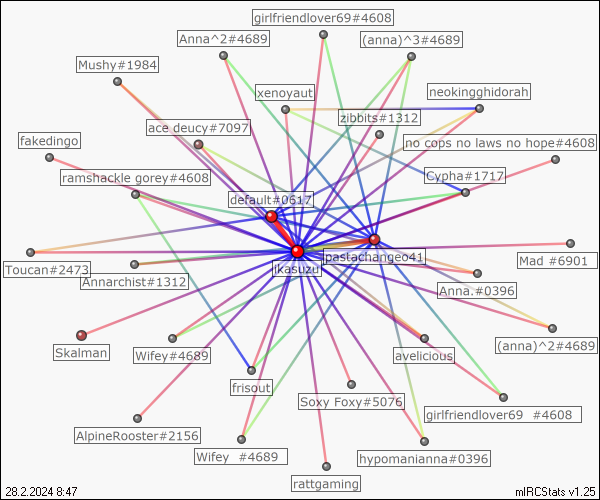 girlfriendlover69#4608
Anna^2#4689
(anna)^3#4689
Mushy#1984
xenoyaut
neokingghidorah
zibbits#1312
ace deucy#7097
fakedingo
no cops no laws no hope#4608
ramshackle gorey#4608
Cypha#1717
default#0617
jkasuzu
pastachangeo41
Toucan#2473
Annarchist#1312
Mad #6901
Anna.#0396
Skalman
Wifey#4689
avelicious
(anna)^2#4689
frisout
Soxy Foxy#5076
girlfriendlover69 #4608
AlpineRooster#2156
Wifey #4689
hypomanianna#0396
rattgaming
28.2.2024 8:47
mIRCStats v1.25